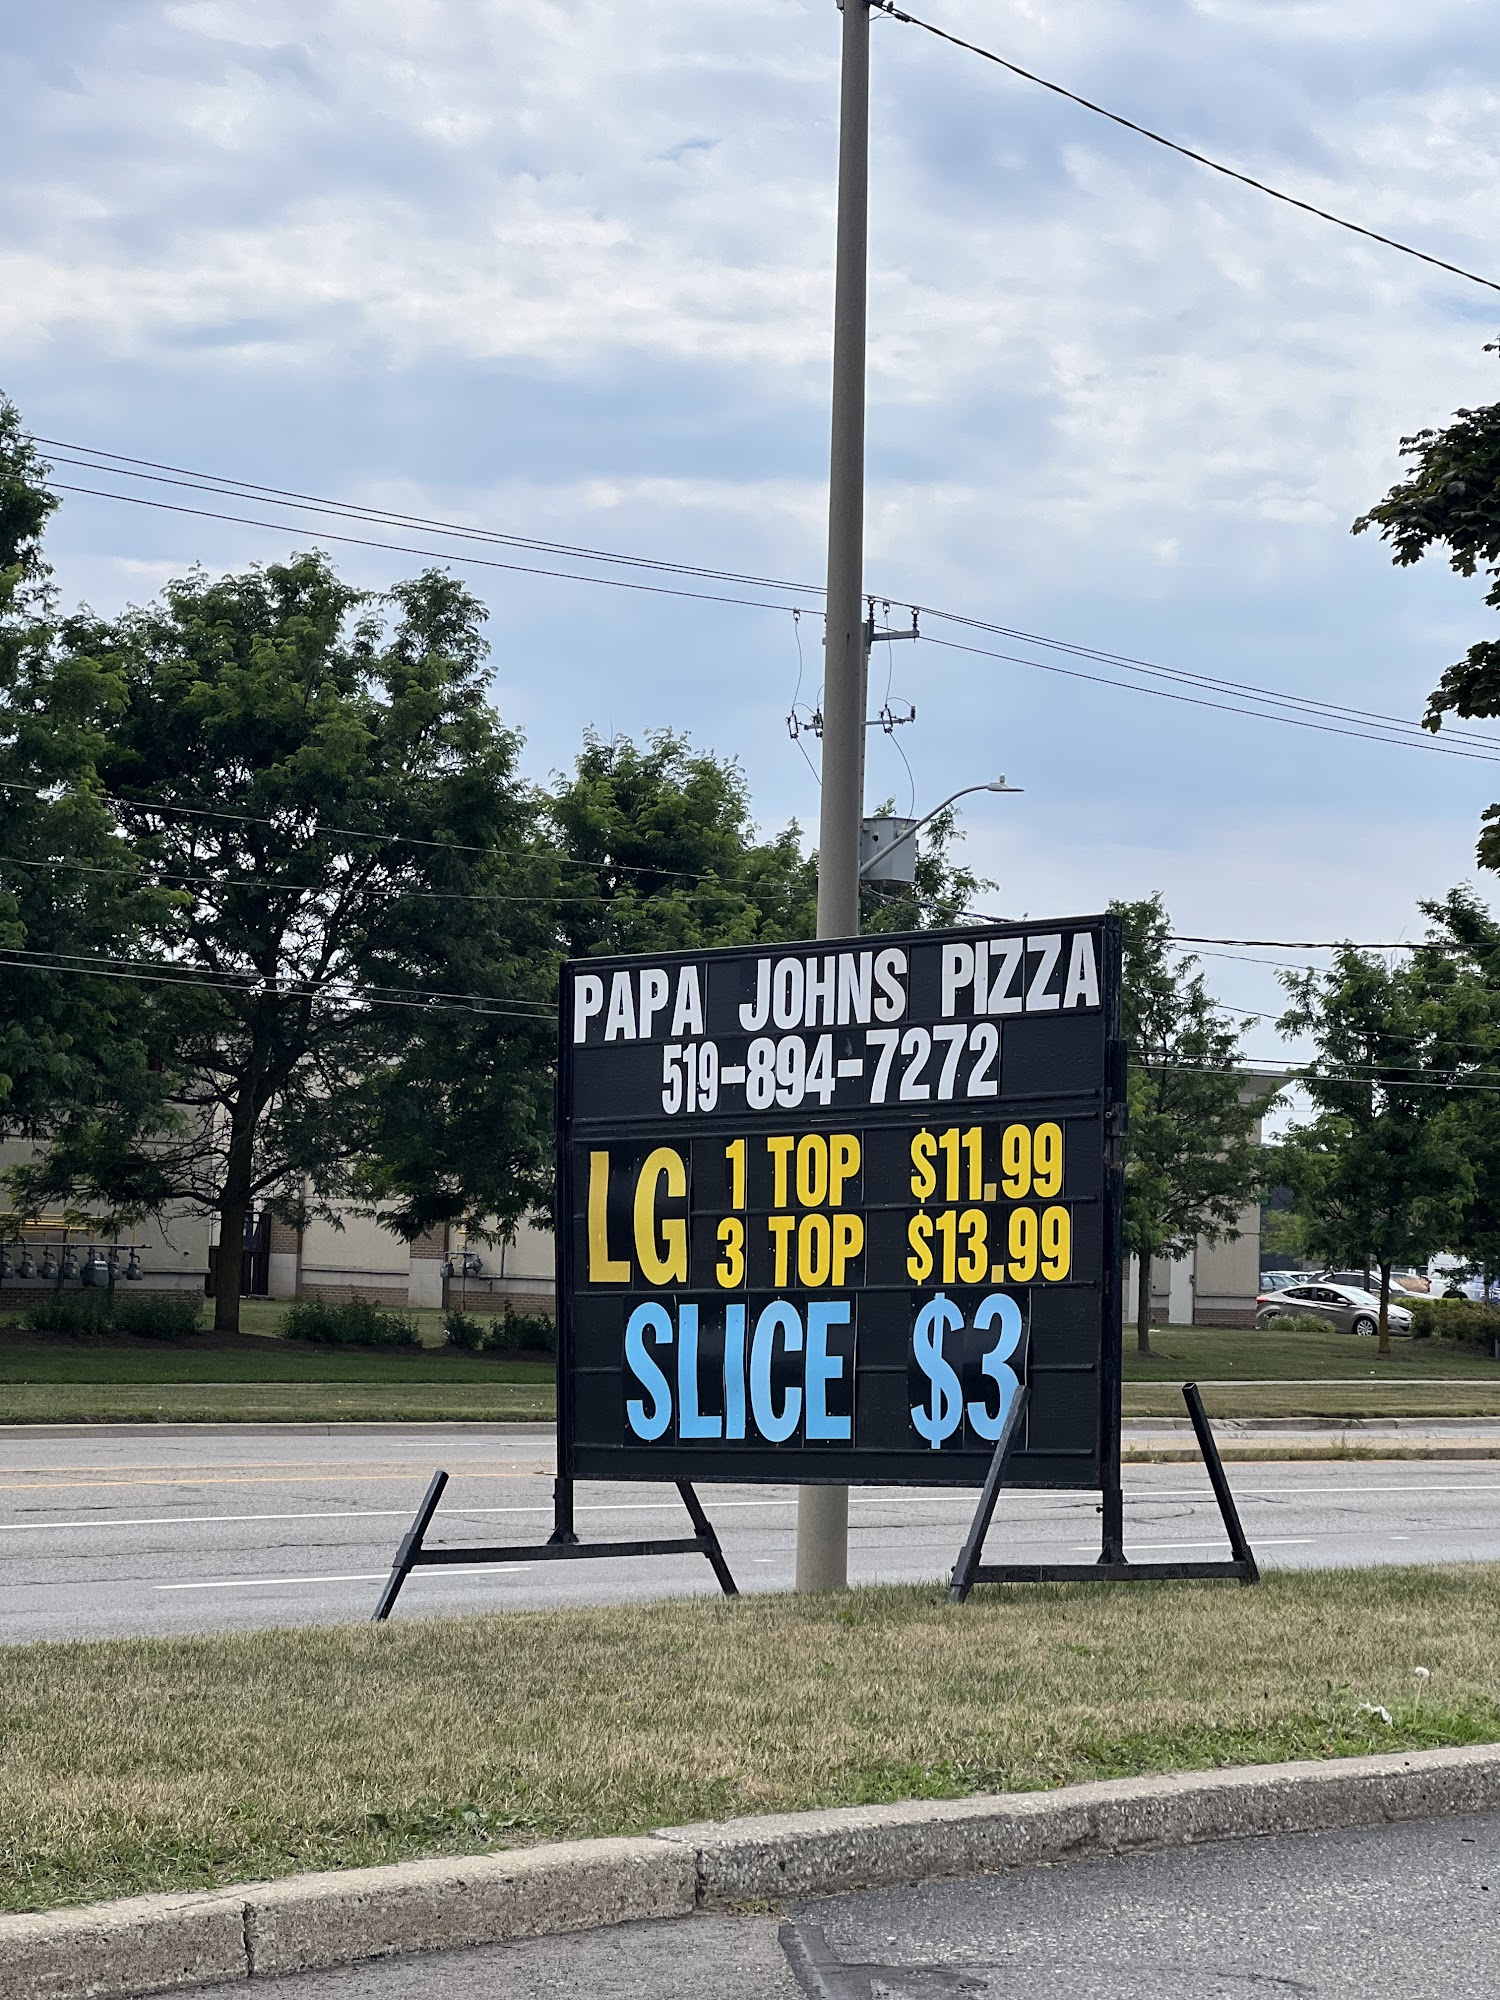 PAPA JOHNS PIZZA
519-894-7272
LG 1 TOP $11.99
3 TOP $13.99
SLICE $3